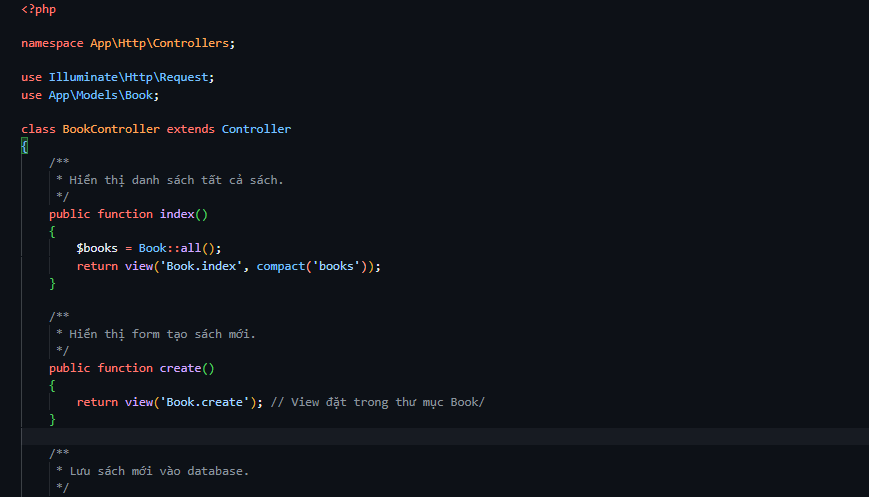 <?php
namespace App\Http\Controllers;
use Illuminate\Http\Request;
use App\Models\Book;
class BookController extends Controller
{
/**
* Hiển thị danh sách tất cả sách.
*/
public function index()
{
$books = Book::all();
return view('Book.index', compact('books'));
}
/**
* Hiển thị form tạo sách mới.
*/
public function create()
{
return view('Book.create'); // View đặt trong thư mục Book/
}
/**
* Lưu sách mới vào database.
*/